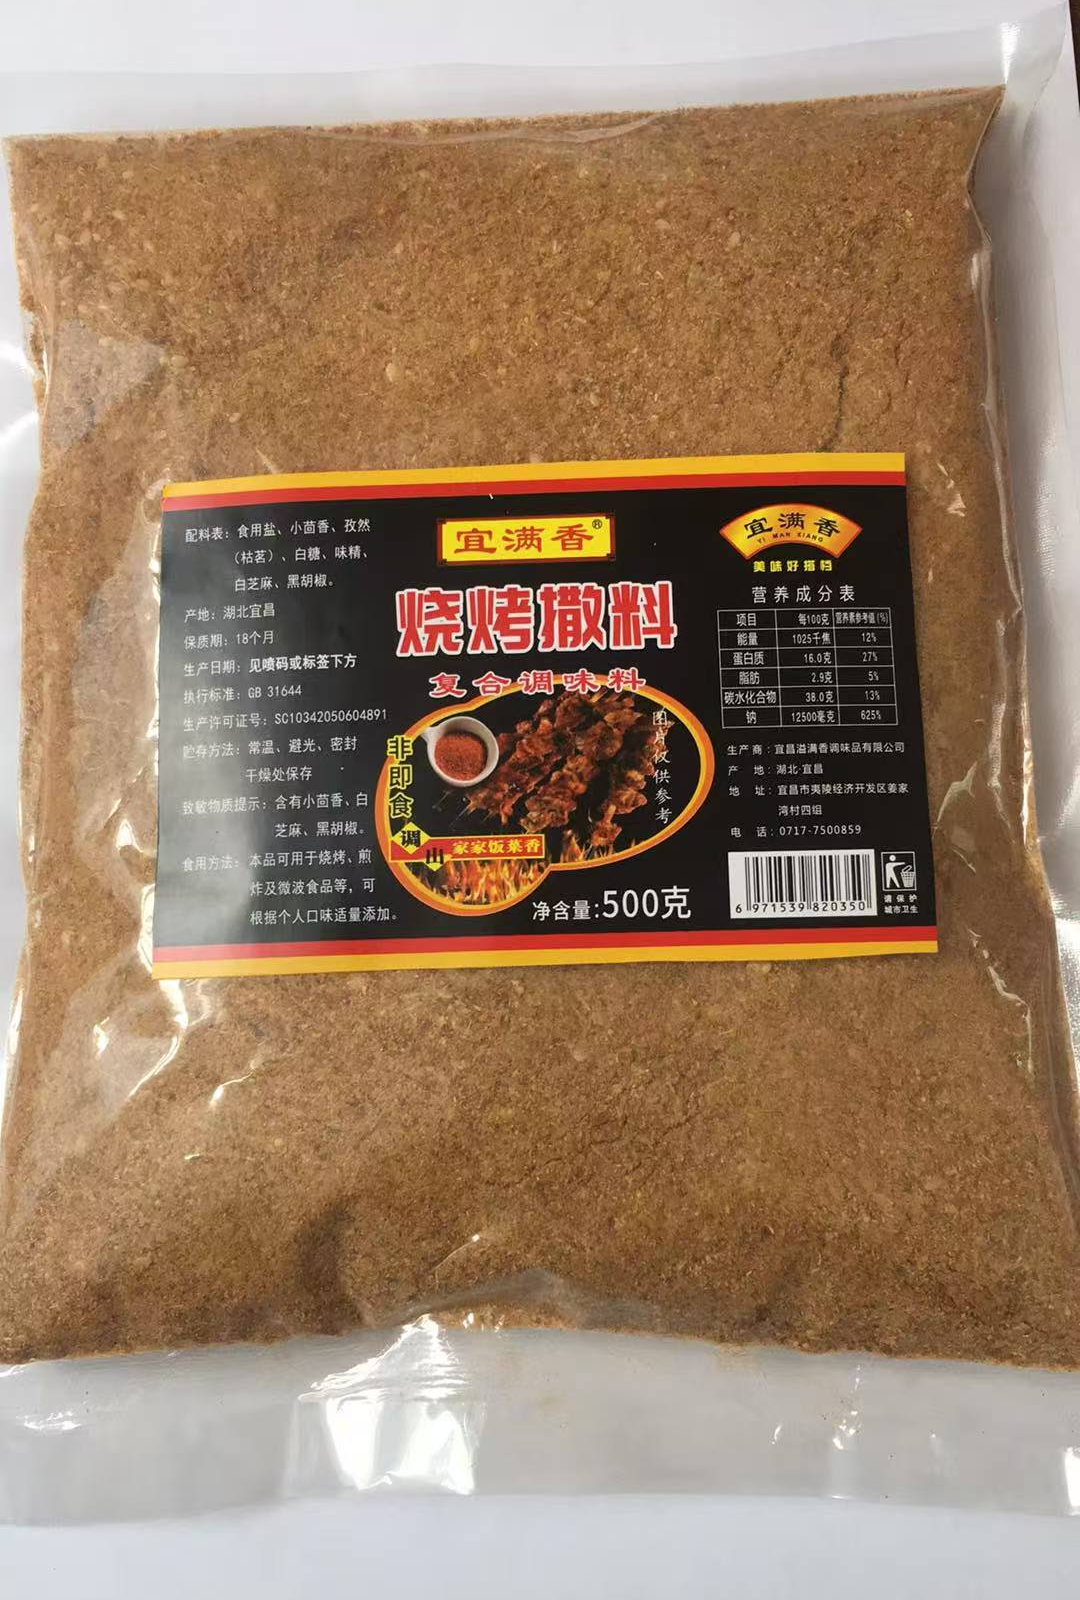 配料表：食用盐、小茴香、孜然
（枯茗）、白糖、味精、
白芝麻、黑胡椒。
产地：湖北宜昌
保质期：18个月
生产日期：见喷码或标签下方
执行标准：GB 31644
生产许可证号：SC10342050604891
贮存方法：常温、避光、密封
干燥处保存
致敏物质提示：含有小茴香、白
芝麻、黑胡椒。
食用方法：本品可用于烧烤、煎
炸及微波食品等，可
根据个人口味适量添加。
宜满香®
烧烤撒料
复合调味料
非即食
图片仅供参考
调出
家家饭菜香
净含量:500克
宜满香
YI MAN XIANG
美味好搭档
营养成分表
项目 每100克 营养素参考值(%)
能量 1025千焦 12%
蛋白质 16.0克 27%
脂肪 2.9克 5%
碳水化合物 38.0克 13%
钠 12500毫克 625%
生产商：宜昌溢满香调味品有限公司
产 地：湖北·宜昌
地 址：宜昌市夷陵经济开发区姜家
湾村四组
电 话：0717-7500859
6 971539 820350
请保护
城市卫生